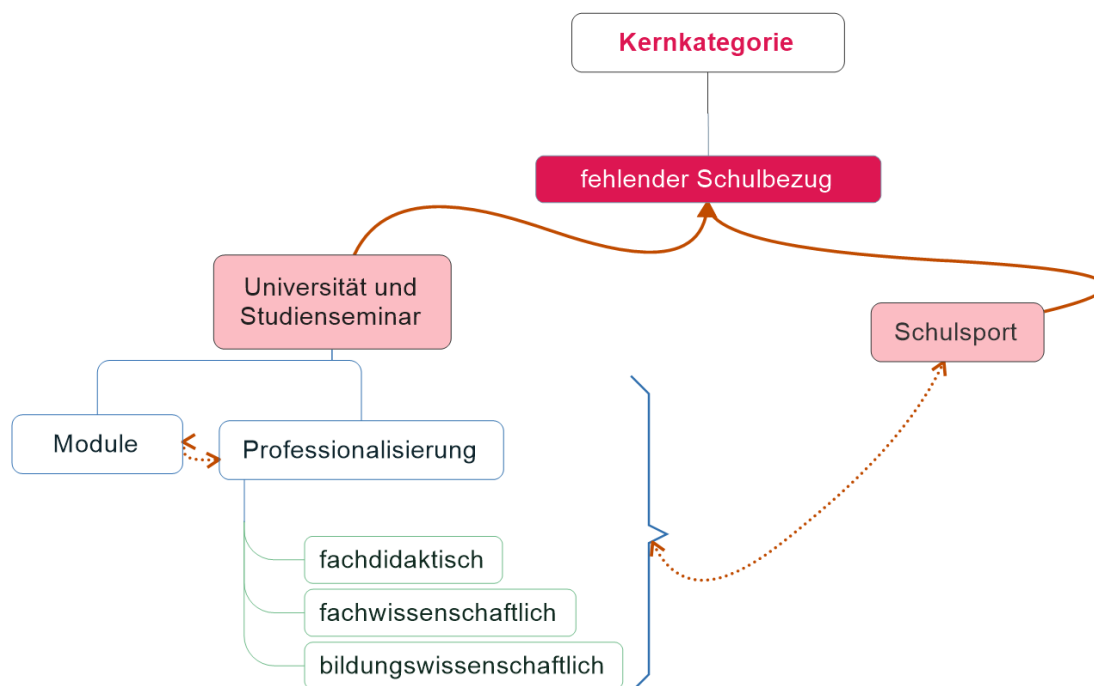 Kernkategorie
fehlender Schulbezug
Universität und
Studienseminar
Schulsport
Module
Professionalisierung
fachdidaktisch
fachwissenschaftlich
bildungswissenschaftlich